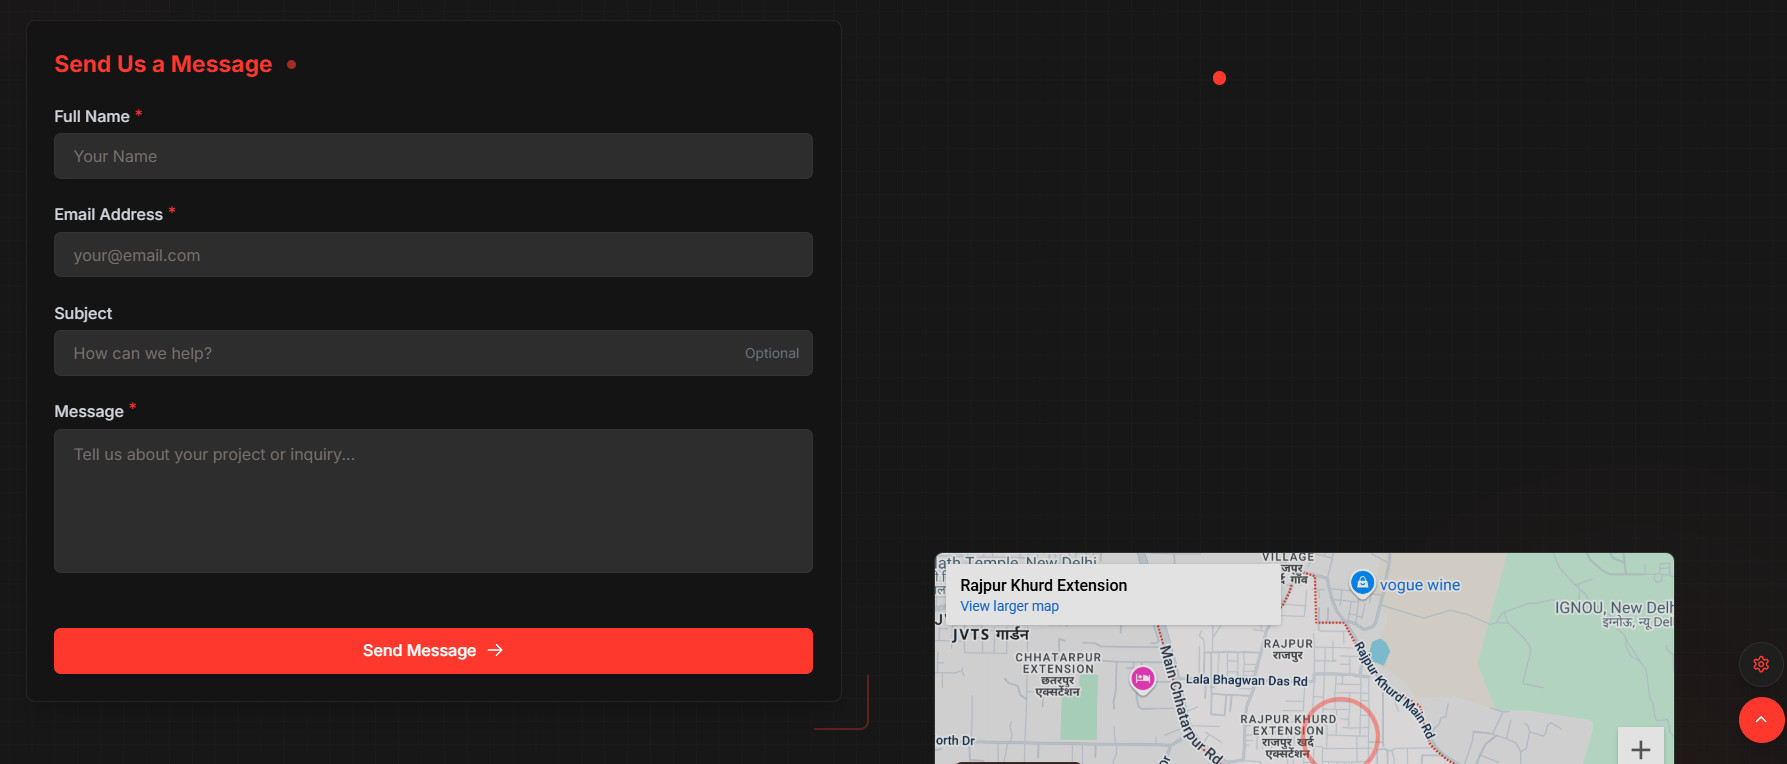 Send Us a Message
Full Name *
Your Name
Email Address *
your@email.com
Subject
How can we help?
Optional
Message *
Tell us about your project or inquiry...
Send Message
Temple, New Delhi
Rajpur Khurd Extension
View larger map
VILLAGE
vogue wine
IGNOU, New Delh
इग्नोऊ, न्यू Del
JVTS गार्डन
CHHATARPUR
EXTENSION
छतरपुर
एक्सटेंशन
Main Chhatarpur Rd
RAJPUR
राजपुर
Lala Bhagwan Das Rd
Rajpur Khurd Main Rd
RAJPUR KHURD
EXTENSION
राजपुर खुर्द
एक्सटेंशन
orth Dr